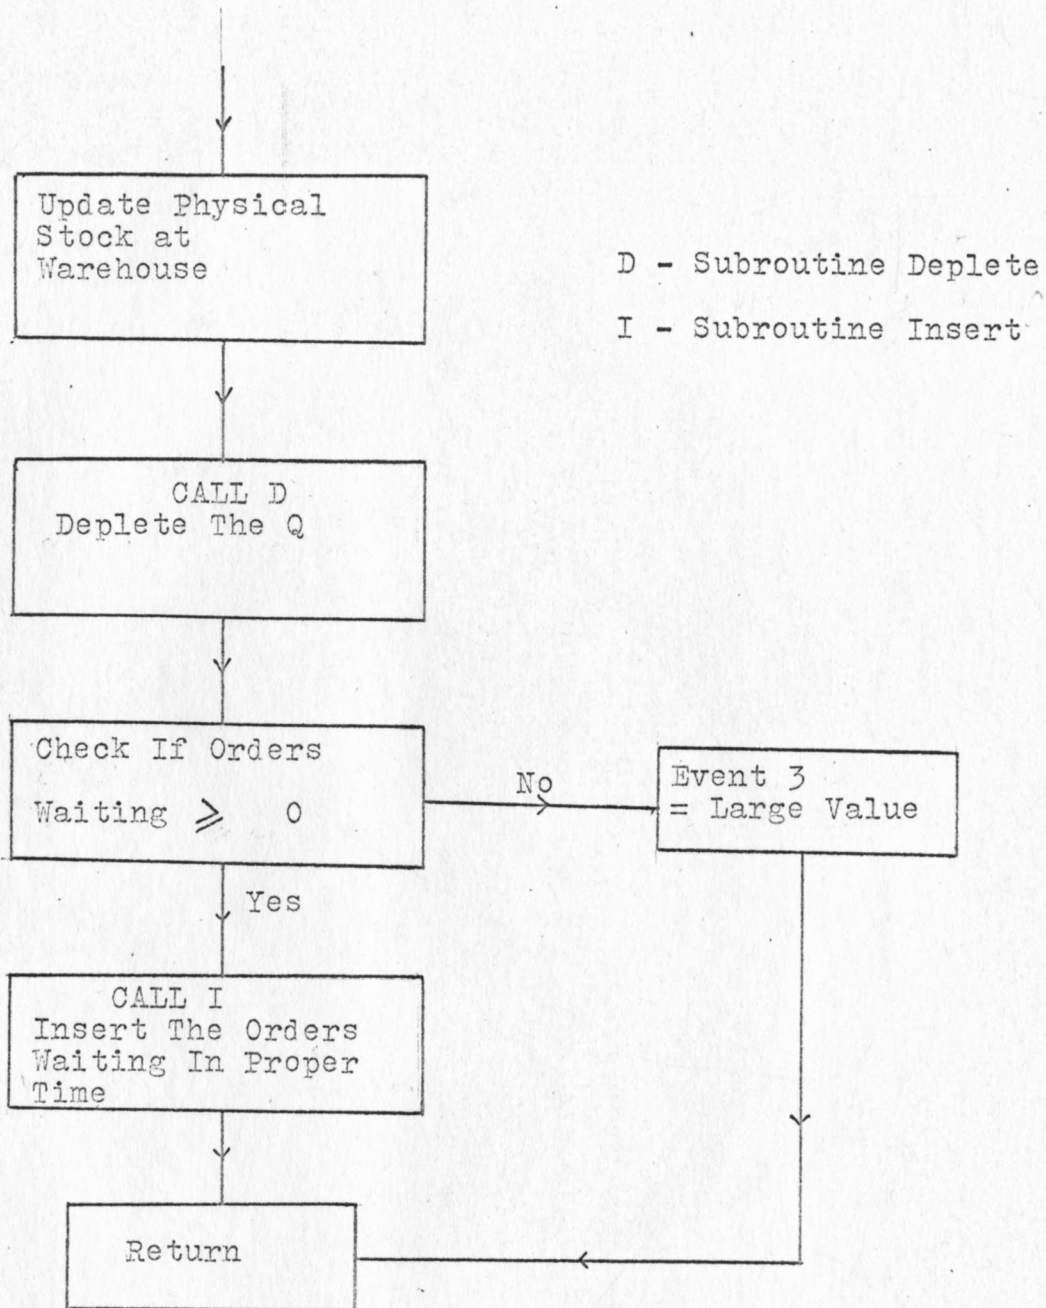 Update Physical
Stock at
Warehouse
D - Subroutine Deplete
I - Subroutine Insert
CALL D
Deplete The Q
Check If Orders
Waiting ⩾ 0
No
Event 3
= Large Value
Yes
CALL I
Insert The Orders
Waiting In Proper
Time
Return